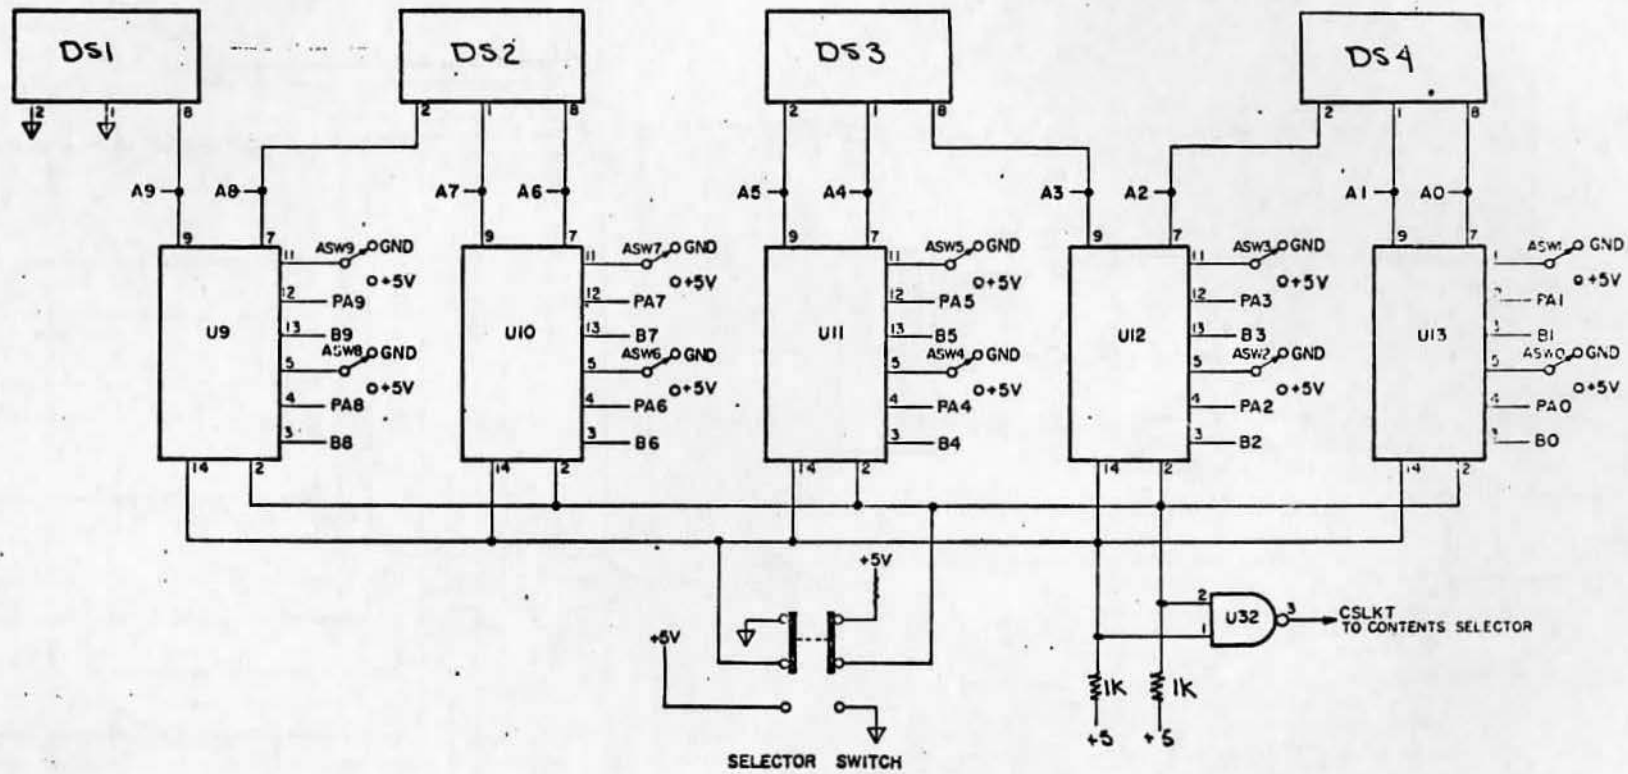 DS1 DS2 DS3 DS4
2 1 8 2 1 8 2 1 8 2 1 8
A9 A8 A7 A6 A5 A4 A3 A2 A1 A0
9 7 9 7 9 7 9 7 9 7
11 ASW9 GND 11 ASW7 GND 11 ASW5 GND 11 ASW3 GND 1 ASW1 GND
+5V +5V +5V +5V +5V
12 PA9 12 PA7 12 PA5 12 PA3 PA1
U9 U10 U11 U12 U13
13 B9 13 B7 13 B5 13 B3 B1
5 ASW8 GND 5 ASW6 GND 5 ASW4 GND 5 ASW2 GND 5 ASW0 GND
+5V +5V +5V +5V +5V
4 PA8 4 PA6 4 PA4 4 PA2 4 PA0
3 B8 3 B6 3 B4 3 B2 3 B0
14 2 14 2 14 2 14 2 14 2
+5V
+5V
2
1
U32
3
CSLKT
TO CONTENTS SELECTOR
1K 1K
+5 +5
SELECTOR SWITCH